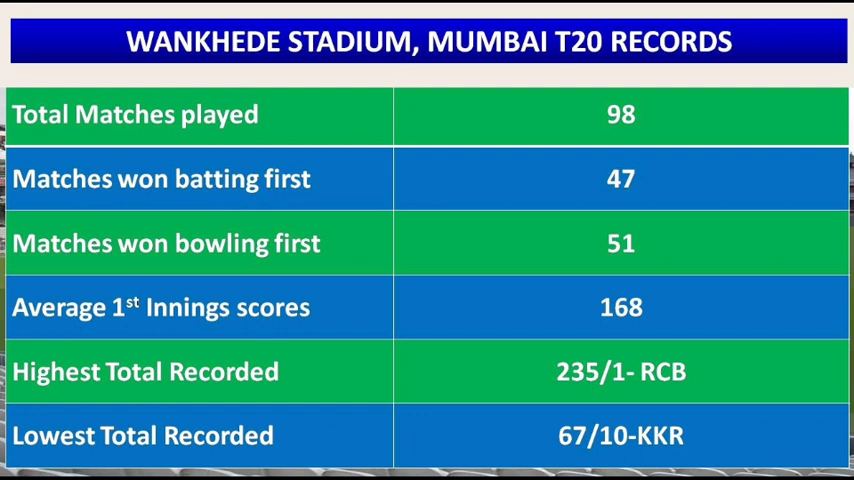 WANKHEDE STADIUM, MUMBAI T20 RECORDS
Total Matches played 98
Matches won batting first 47
Matches won bowling first 51
Average 1st Innings scores 168
Highest Total Recorded 235/1- RCB
Lowest Total Recorded 67/10-KKR